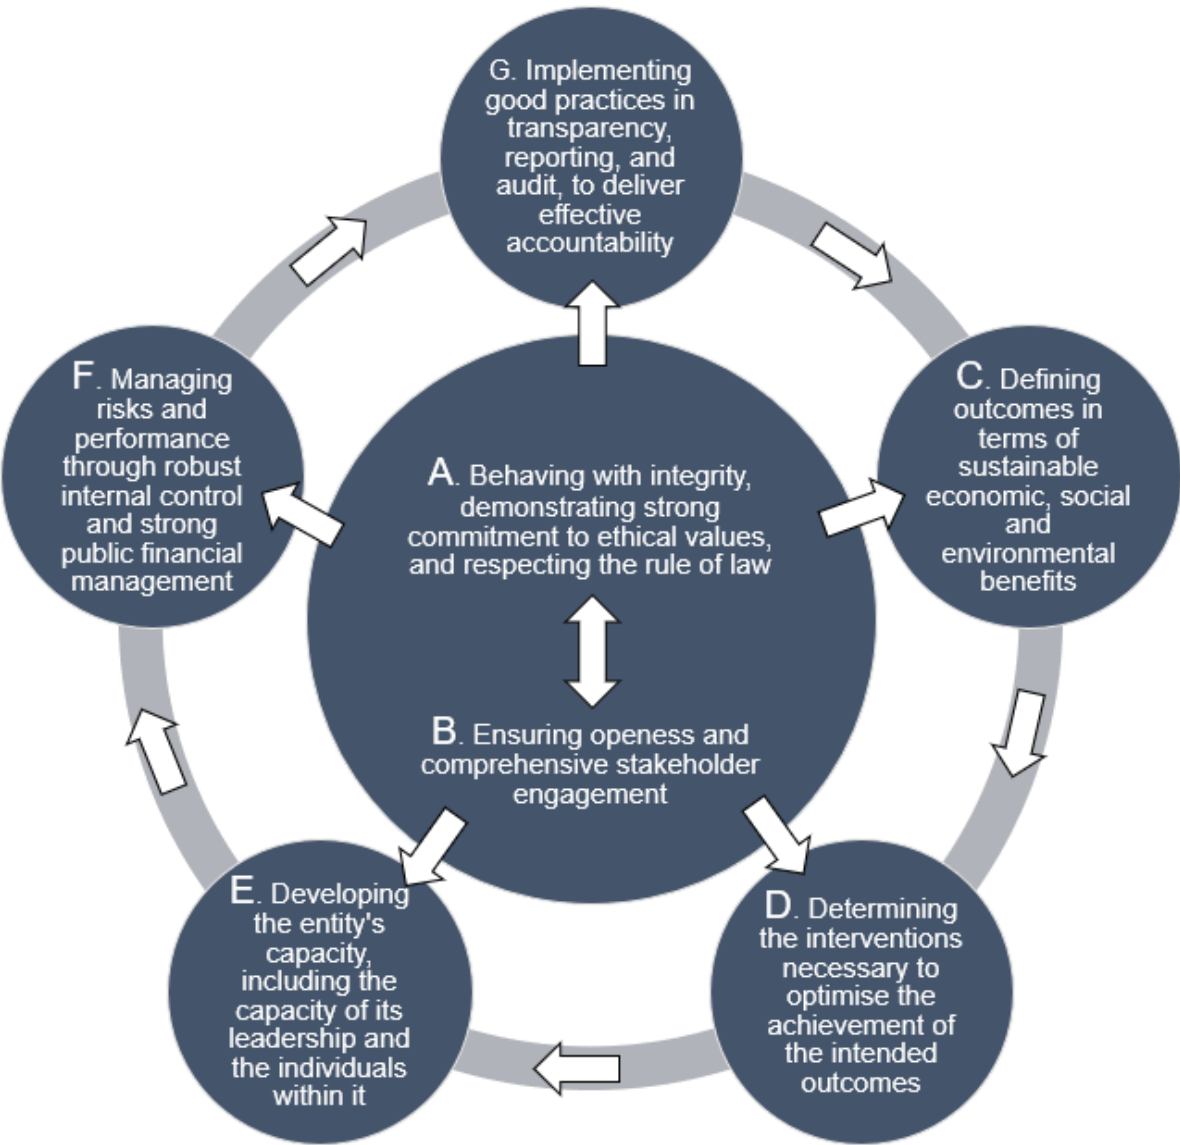 G. Implementing
good practices in
transparency,
reporting, and
audit, to deliver
effective
accountability
F. Managing
risks and
performance
through robust
internal control
and strong
public financial
management
A. Behaving with integrity,
demonstrating strong
commitment to ethical values,
and respecting the rule of law
C. Defining
outcomes in
terms of
sustainable
economic, social
and
environmental
benefits
B. Ensuring openess and
comprehensive stakeholder
engagement
E. Developing
the entity's
capacity,
including the
capacity of its
leadership and
the individuals
within it
D. Determining
the interventions
necessary to
optimise the
achievement of
the intended
outcomes